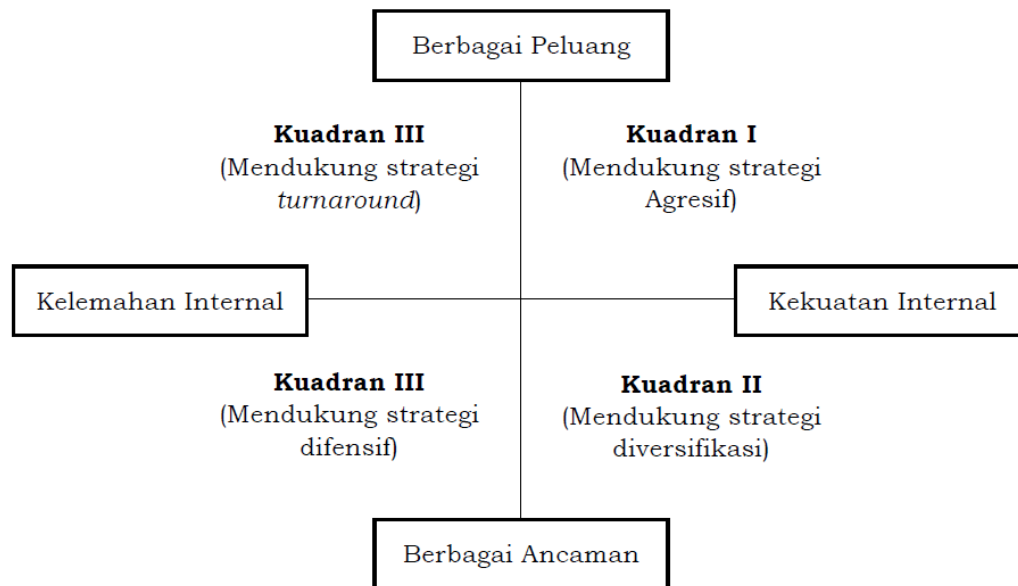 Berbagai Peluang
Kuadran III
(Mendukung strategi
turnaround)
Kuadran I
(Mendukung strategi
Agresif)
Kelemahan Internal
Kekuatan Internal
Kuadran III
(Mendukung strategi
difensif)
Kuadran II
(Mendukung strategi
diversifikasi)
Berbagai Ancaman